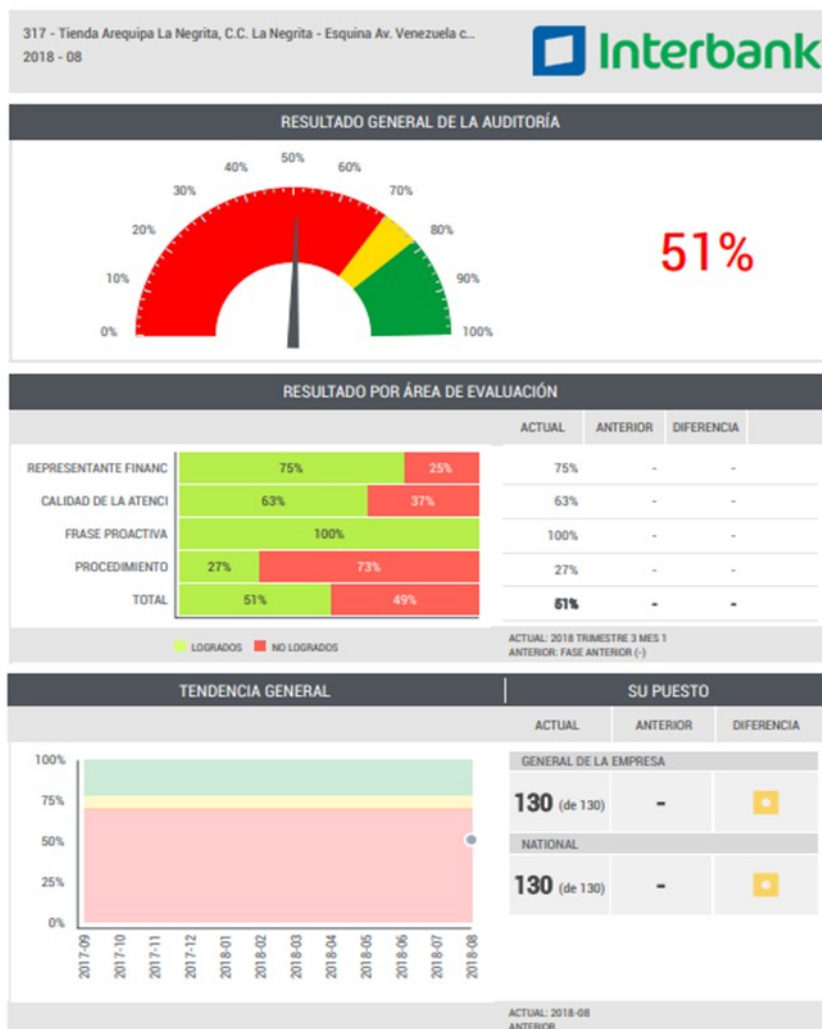 317 - Tienda Arequipa La Negrita, C.C. La Negrita - Esquina Av. Venezuela c...
2018 - 08
Interbank
RESULTADO GENERAL DE LA AUDITORÍA
0%
10%
20%
30%
40%
50%
60%
70%
80%
90%
100%
51%
RESULTADO POR ÁREA DE EVALUACIÓN
ACTUAL ANTERIOR DIFERENCIA
REPRESENTANTE FINANC 75% 25% 75% - -
CALIDAD DE LA ATENCI 63% 37% 63% - -
FRASE PROACTIVA 100% 100% - -
PROCEDIMIENTO 27% 73% 27% - -
TOTAL 51% 49% 51% - -
LOGRADOS NO LOGRADOS
ACTUAL: 2018 TRIMESTRE 3 MES 1
ANTERIOR: FASE ANTERIOR (-)
TENDENCIA GENERAL
100%
75%
50%
25%
0%
2017-09
2017-10
2017-11
2017-12
2018-01
2018-02
2018-03
2018-04
2018-05
2018-06
2018-07
2018-08
SU PUESTO
ACTUAL ANTERIOR DIFERENCIA
GENERAL DE LA EMPRESA
130 (de 130) -
NATIONAL
130 (de 130) -
ACTUAL: 2018-08
ANTERIOR